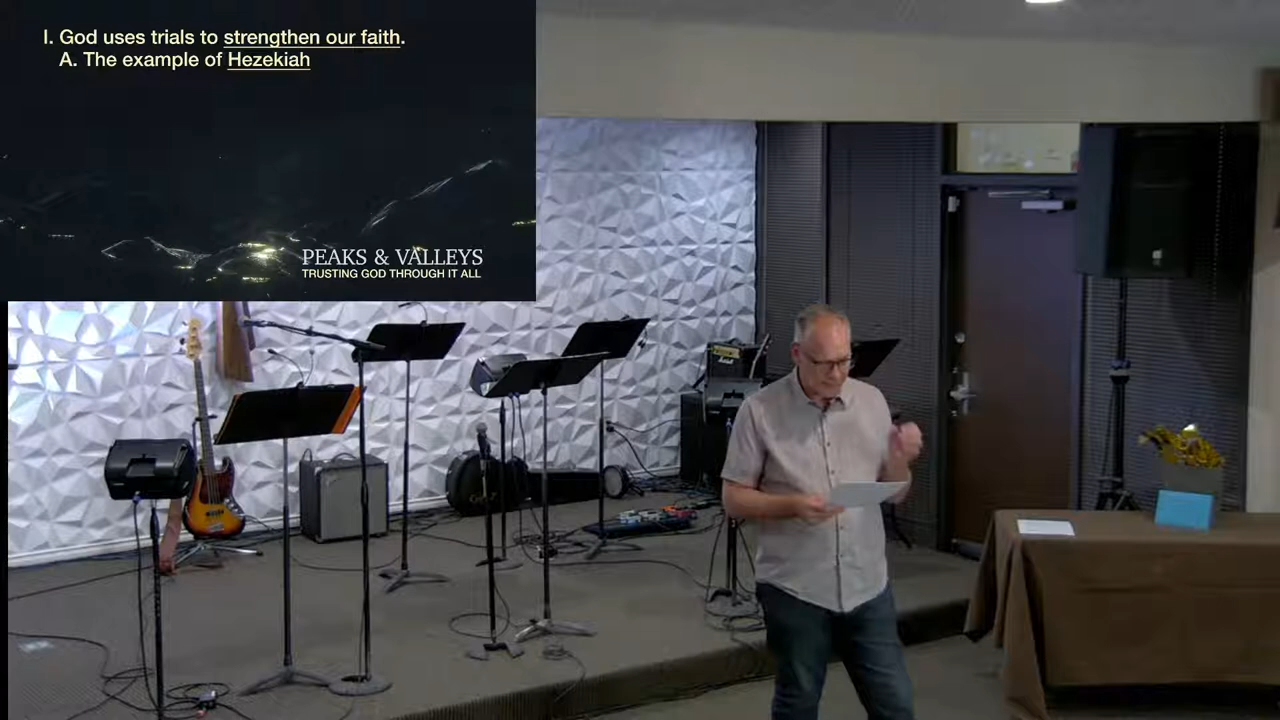 I. God uses trials to strengthen our faith.
A. The example of Hezekiah
PEAKS & VALLEYS
TRUSTING GOD THROUGH IT ALL